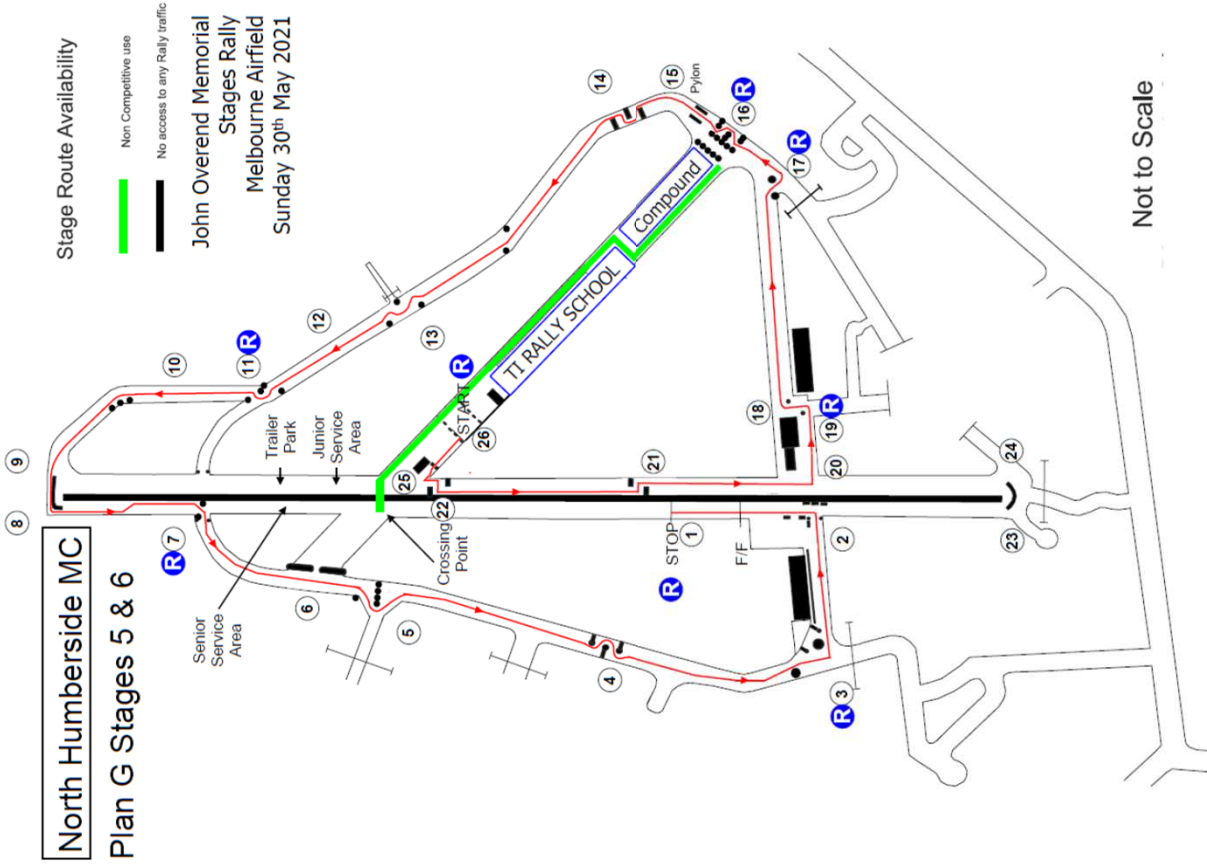 North Humberside MC
Plan G Stages 5 & 6
Stage Route Availability
Non Competitive use
No access to any Rally traffic
John Overend Memorial
Stages Rally
Melbourne Airfield
Sunday 30th May 2021
8
9
10
R
11
12
13
14
15
Pylon
16
R
R
17
R
7
Trailer
Park
Junior
Service
Area
Senior
Service
Area
6
5
Crossing
Point
22
25
START
R
26
TI RALLY SCHOOL
Compound
21
STOP
1
R
F/F
4
18
19
R
20
2
3
R
23
24
Not to Scale